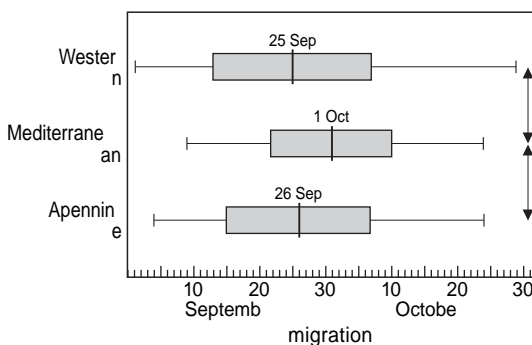 25 Sep
Wester
n
1 Oct
Mediterrane
an
26 Sep
Apennin
e
10 20 30 10 20 30
Septemb Octobe
migration